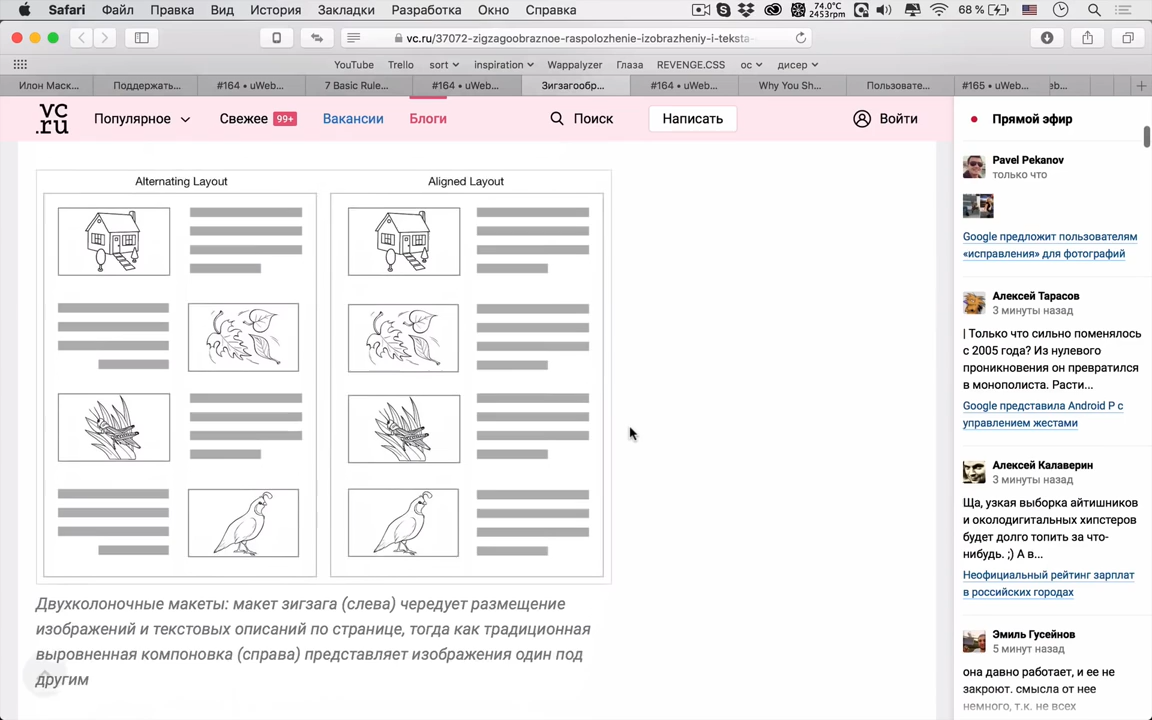 Safari Файл Правка Вид История Закладки Разработка Окно Справка
74.0°C
2453rpm
68 %
vc.ru/37072-zigzagoobraznoe-raspolozhenie-izobrazheniy-i-teksta-
YouTube Trello sort inspiration Wappalyzer Глаза REVENGE.CSS ос дисер
Илон Маск... Поддержать... #164 • uWeb... 7 Basic Rule... #164 • uWeb... Зигзагообр... #164 • uWeb... Why You Sh... Пользовате... #165 • uWeb... eb...
vc
.ru
Популярное
Свежее 99+
Вакансии
Блоги
Поиск
Написать
Войти
Alternating Layout
Aligned Layout
Двухколоночные макеты: макет зигзага (слева) чередует размещение
изображений и текстовых описаний по странице, тогда как традиционная
выровненная компоновка (справа) представляет изображения один под
другим
Прямой эфир
Pavel Pekanov
только что
Google предложит пользователям
«исправления» для фотографий
Алексей Тарасов
3 минуты назад
| Только что сильно поменялось
с 2005 года? Из нулевого
проникновения он превратился
в монополиста. Расти...
Google представила Android P с
управлением жестами
Алексей Калаверин
3 минуты назад
Ща, узкая выборка айтишников
и околодигитальных хипстеров
будет долго топить за что-
нибудь. ;) А в...
Неофициальный рейтинг зарплат
в российских городах
Эмиль Гусейнов
5 минут назад
она давно работает, и ее не
закроют. смысла от нее
немного, т.к. не всех